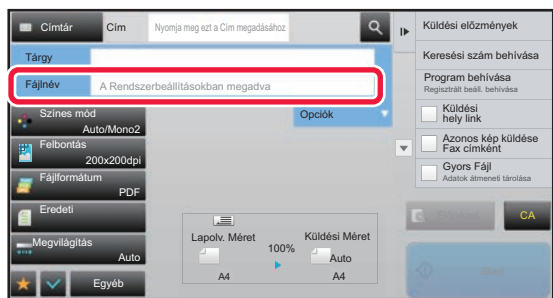 Címtár
Cím
Nyomja meg ezt a Cím megadásához
Tárgy
Fájlnév
A Rendszerbeállításokban megadva
Színes mód
Auto/Mono2
Opciók
Felbontás
200x200dpi
Fájlformátum
PDF
Eredeti
Megvilágítás
Auto
Egyéb
Lapolv. Méret
A4
100%
Küldési Méret
Auto
A4
Küldési előzmények
Keresési szám behívása
Program behívása
Regisztrált beáll. behívása
Küldési
hely link
Azonos kép küldése
Fax címként
Gyors Fájl
Adatok átmeneti tárolása
CA